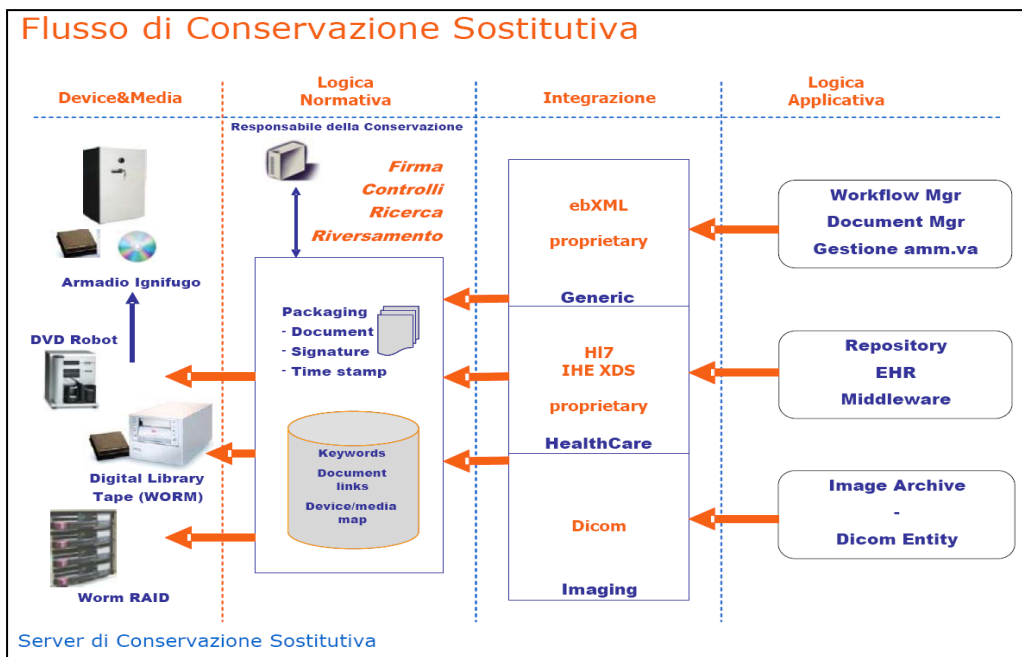 Flusso di Conservazione Sostitutiva
Device&Media
Logica
Normativa
Integrazione
Logica
Applicativa
Armadio Ignifugo
DVD Robot
Digital Library
Tape (WORM)
Worm RAID
Responsabile della Conservazione
Firma
Controlli
Ricerca
Riversamento
Packaging
- Document
- Signature
- Time stamp
Keywords
Document
links
Device/media
map
ebXML
proprietary
Generic
Hl7
IHE XDS
proprietary
HealthCare
Dicom
Imaging
Workflow Mgr
Document Mgr
Gestione amm.va
Repository
EHR
Middleware
Image Archive
-
Dicom Entity
Server di Conservazione Sostitutiva